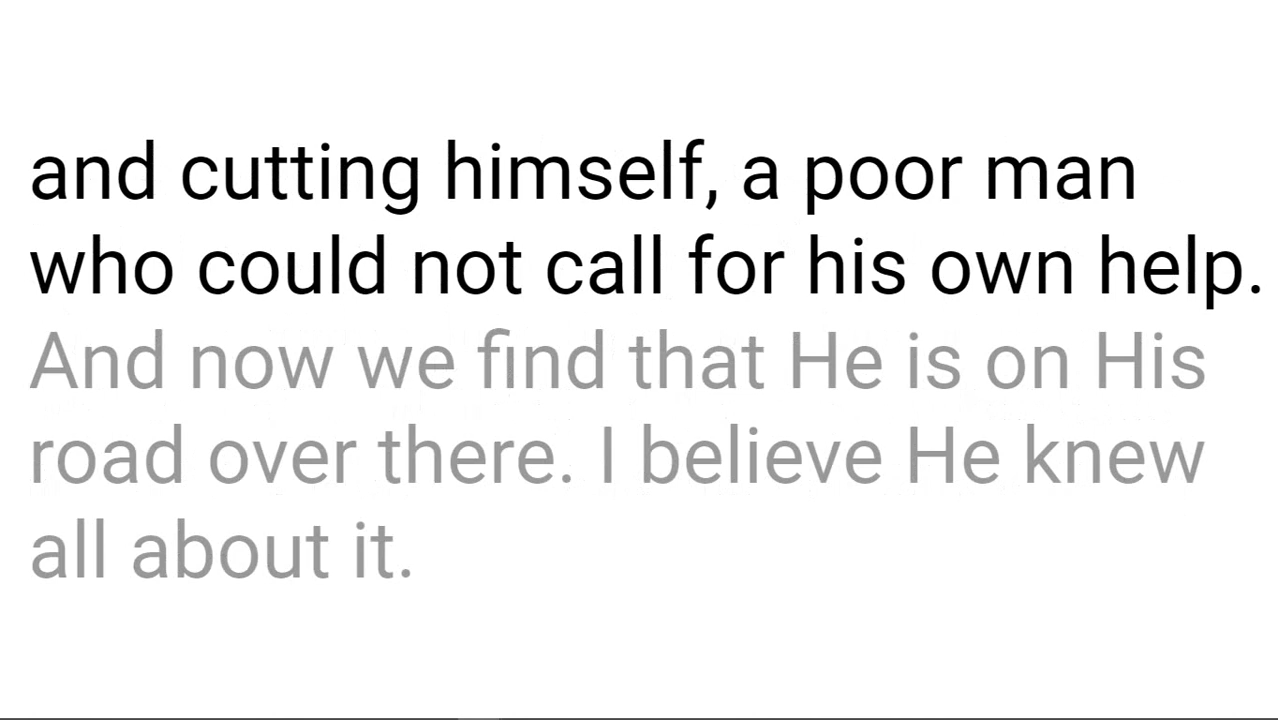 and cutting himself, a poor man
who could not call for his own help.
And now we find that He is on His
road over there. I believe He knew
all about it.